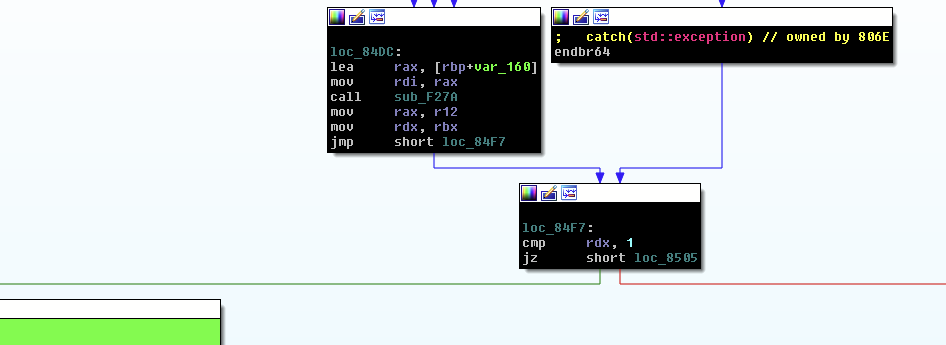 loc_84DC:
lea rax, [rbp+var_160]
mov rdi, rax
call sub_F27A
mov rax, r12
mov rdx, rbx
jmp short loc_84F7
; catch(std::exception) // owned by 806E
endbr64
loc_84F7:
cmp rdx, 1
jz short loc_8505